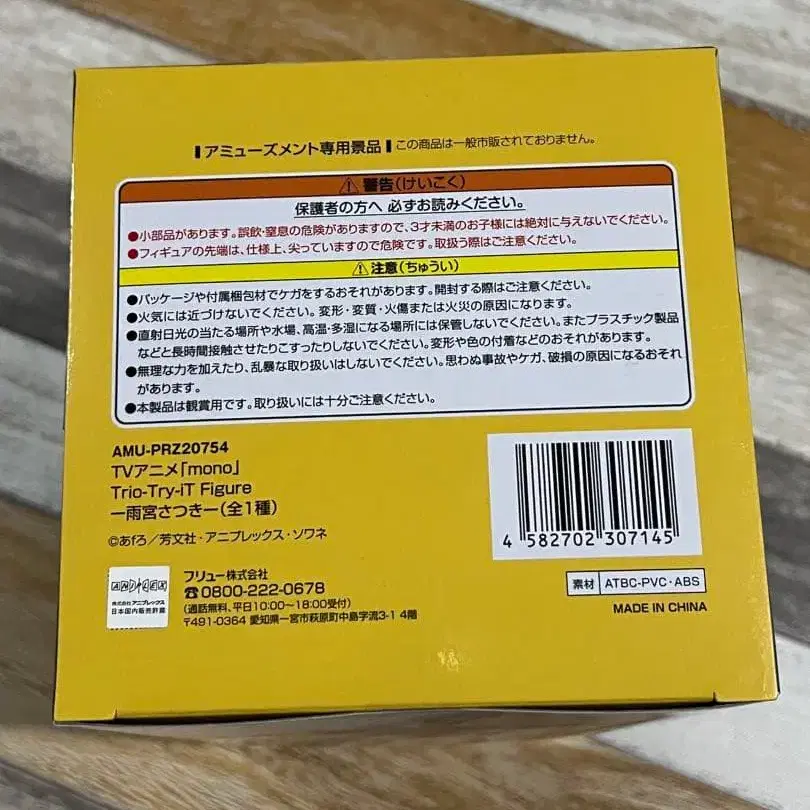 アミューズメント専用景品 この商品は一般市販されておりません。
警告(けいこく)
保護者の方へ 必ずお読みください。
●小部品があります。誤飲・窒息の危険がありますので、3才未満のお子様には絶対に与えないでください。
●フィギュアの先端は、仕様上、尖っていますので危険です。取扱う際はご注意ください。
注意(ちゅうい)
●パッケージや付属梱包材でケガをするおそれがあります。開封する際はご注意ください。
●火気には近づけないでください。変形・変質・火傷または火災の原因になります。
●直射日光の当たる場所や水場、高温・多湿になる場所には保管しないでください。またプラスチック製品
などと長時間接触させたりこすったりしないでください。変形や色の付着などのおそれがあります。
●無理な力を加えたり、乱暴な取り扱いはしないでください。思わぬ事故やケガ、破損の原因になるおそれ
があります。
●本製品は観賞用です。取り扱いには十分ご注意ください。
AMU-PRZ20754
TVアニメ「mono」
Trio-Try-iT Figure
ー雨宮さつきー(全1種)
©あfろ/芳文社・アニプレックス・ソワネ
4 582702 307145
ANIPLEX
株式会社アニプレックス
日本国内販売許諾
フリュー株式会社
☎0800-222-0678
(通話無料、平日10:00〜18:00受付)
〒491-0364 愛知県一宮市萩原町中島字流3-1 4階
素材 ATBC-PVC・ABS
MADE IN CHINA